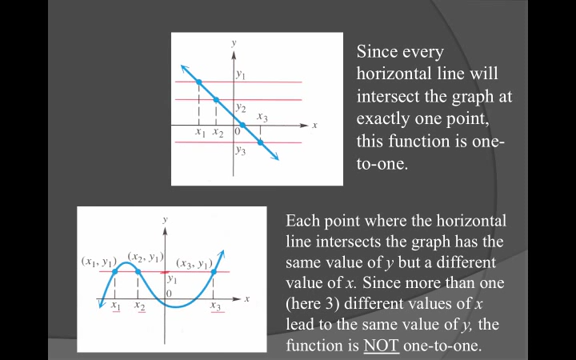 y
y₁
y₂
x₃
x₁ x₂ 0 x
y₃
Since every
horizontal line will
intersect the graph at
exactly one point,
this function is one-
to-one.
y
(x₁, y₁) (x₂, y₁) (x₃, y₁)
y₁
0
x
x₁ x₂ x₃
Each point where the horizontal
line intersects the graph has the
same value of y but a different
value of x. Since more than one
(here 3) different values of x
lead to the same value of y, the
function is NOT one-to-one.